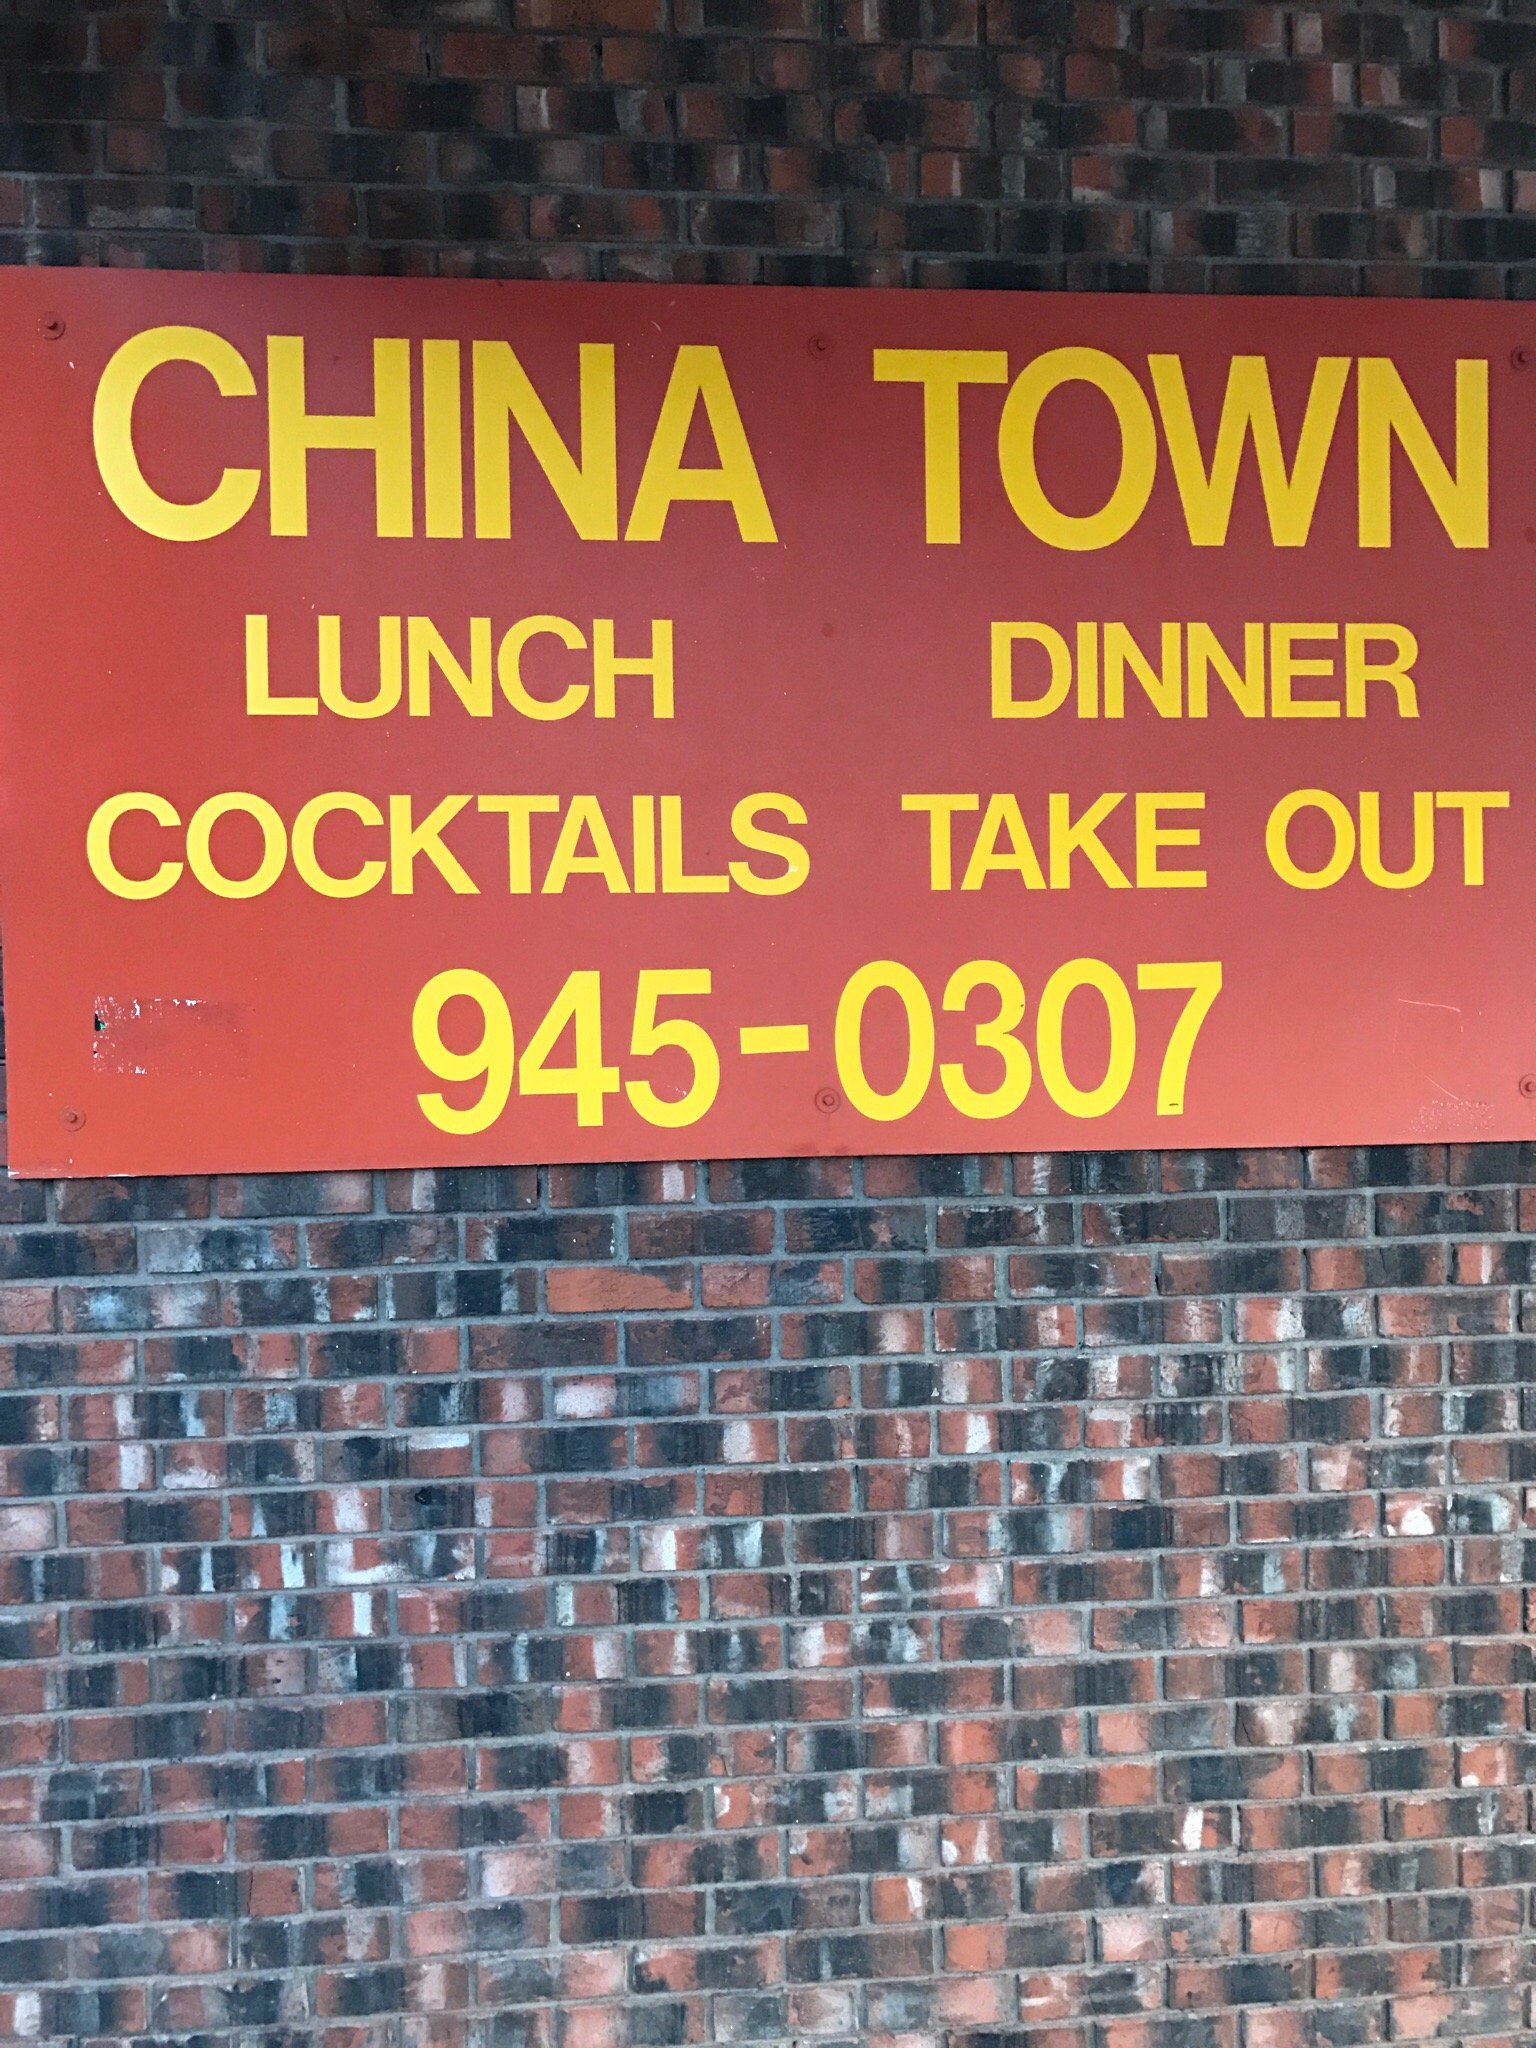 CHINA TOWN
LUNCH DINNER
COCKTAILS TAKE OUT
945-0307